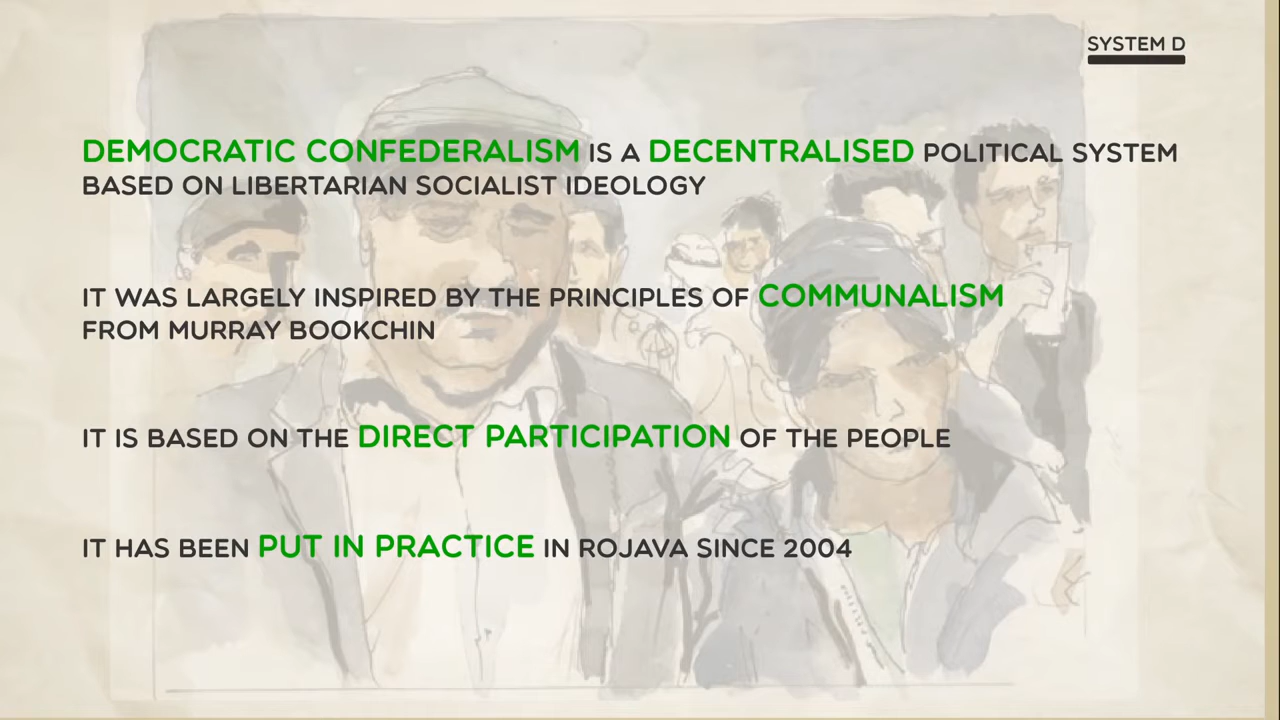 SYSTEM D
DEMOCRATIC CONFEDERALISM IS A DECENTRALISED POLITICAL SYSTEM
BASED ON LIBERTARIAN SOCIALIST IDEOLOGY
IT WAS LARGELY INSPIRED BY THE PRINCIPLES OF COMMUNALISM
FROM MURRAY BOOKCHIN
IT IS BASED ON THE DIRECT PARTICIPATION OF THE PEOPLE
IT HAS BEEN PUT IN PRACTICE IN ROJAVA SINCE 2004